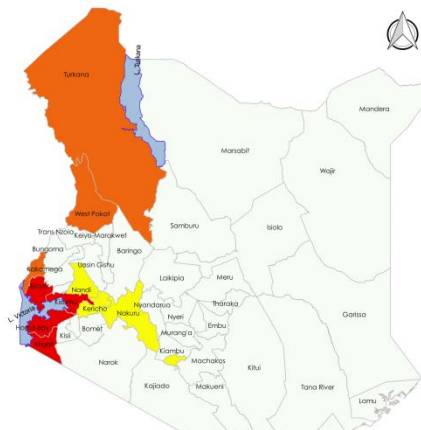 Turkana
L. Turkana
Mandera
Marsabit
Wajir
West Pokot
Samburu
Isiolo
Trans Nzoia
Keiyo-Marakwet
Bungoma
Baringo
Uasin Gishu
Kakamega
Laikipia
Meru
Nandi
Garissa
L. Victoria
Kericho
Nakuru
Nyandarua
Nyeri
Tharaka
Embu
Kisii
Bomet
Murang'a
Kiambu
Machakos
Kitui
Narok
Kajiado
Makueni
Tana River
Lamu